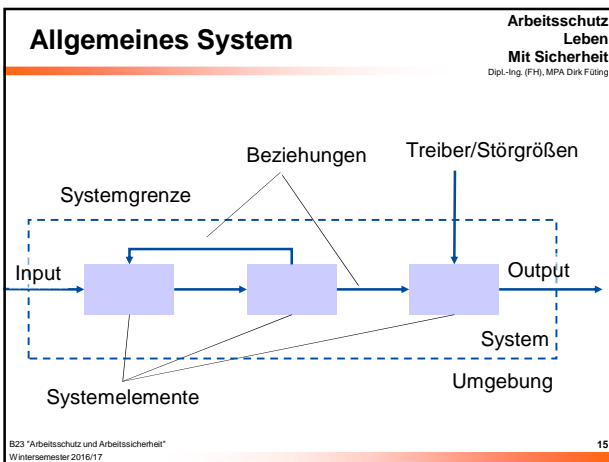 Allgemeines System
Arbeitsschutz
Leben
Mit Sicherheit
Dipl.-Ing. (FH), MPA Dirk Füting
Beziehungen
Treiber/Störgrößen
Systemgrenze
Input
Output
System
Umgebung
Systemelemente
B23 "Arbeitsschutz und Arbeitssicherheit"
Wintersemester 2016/17
15